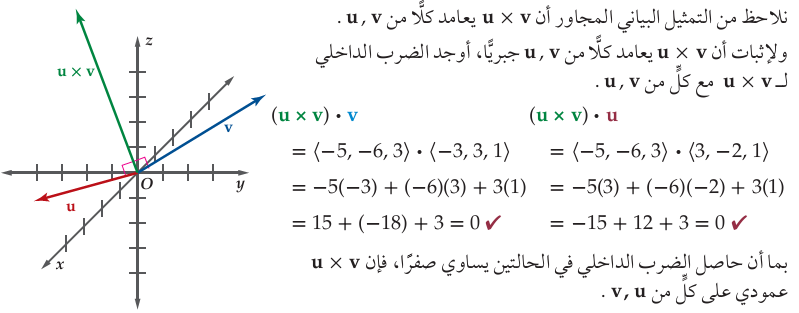 نلاحظ من التمثيل البياني المجاور أن u × v يعامد كلًّا من u, v .
ولإثبات أن u × v يعامد كلًّا من u, v جبريًّا، أوجد الضرب الداخلي
لــ u × v مع كلٍّ من u, v .
(u × v) • u
= ⟨−5, −6, 3⟩ • ⟨3, −2, 1⟩
= −5(3) + (−6)(−2) + 3(1)
= −15 + 12 + 3 = 0 ✔
(u × v) • v
= ⟨−5, −6, 3⟩ • ⟨−3, 3, 1⟩
= −5(−3) + (−6)(3) + 3(1)
= 15 + (−18) + 3 = 0 ✔
بما أن حاصل الضرب الداخلي في الحالتين يساوي صفرًا، فإن u × v
عمودي على كلٍّ من v, u .
z
u × v
v
O
y
u
x